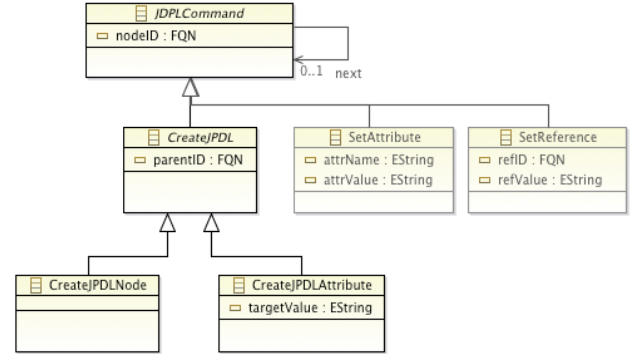 JDPLCommand
nodeID : FQN
0..1 next
CreateJPDL
parentID : FQN
SetAttribute
attrName : EString
attrValue : EString
SetReference
refID : FQN
refValue : EString
CreateJPDLNode
CreateJPDLAttribute
targetValue : EString